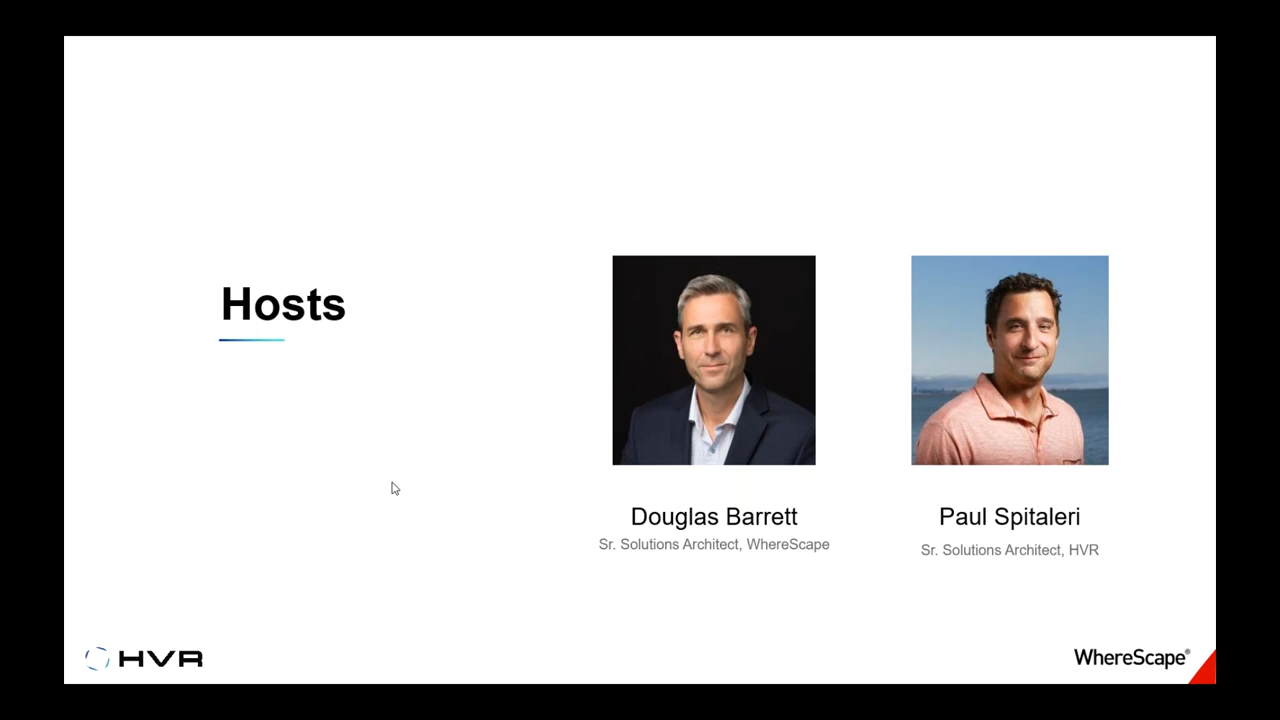 Hosts
Douglas Barrett
Sr. Solutions Architect, WhereScape
Paul Spitaleri
Sr. Solutions Architect, HVR
HVR
WhereScape®